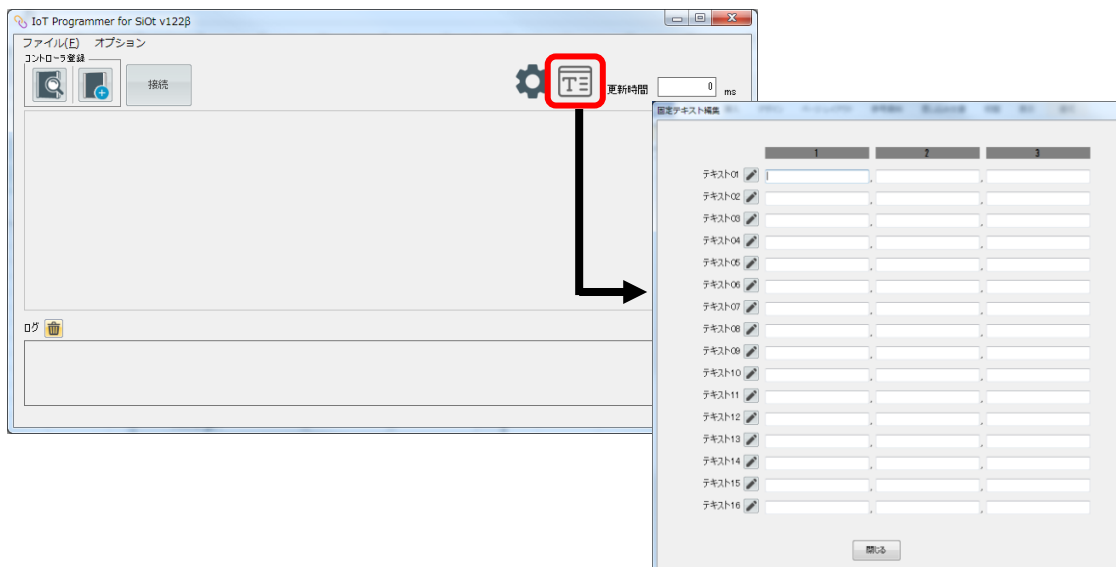 IoT Programmer for SiOt v122β
ファイル(F) オプション
コントローラ登録
接続
T
更新時間 0 ms
ログ
固定テキスト編集
1 2 3
テキスト01 , ,
テキスト02 , ,
テキスト03 , ,
テキスト04 , ,
テキスト05 , ,
テキスト06 , ,
テキスト07 , ,
テキスト08 , ,
テキスト09 , ,
テキスト10 , ,
テキスト11 , ,
テキスト12 , ,
テキスト13 , ,
テキスト14 , ,
テキスト15 , ,
テキスト16 , ,
閉じる